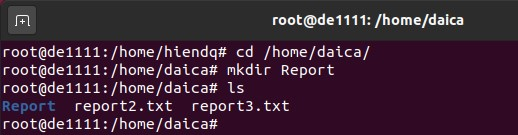 root@de1111: /home/daica
root@de1111:/home/hiendq# cd /home/daica/
root@de1111:/home/daica# mkdir Report
root@de1111:/home/daica# ls
Report  report2.txt  report3.txt
root@de1111:/home/daica#